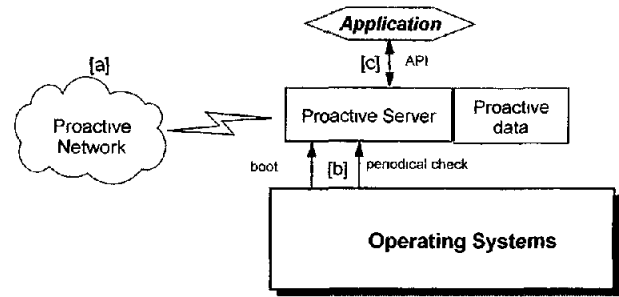 Application
[a]
[c] API
Proactive Network
Proactive Server
Proactive data
boot
[b]
periodical check
Operating Systems